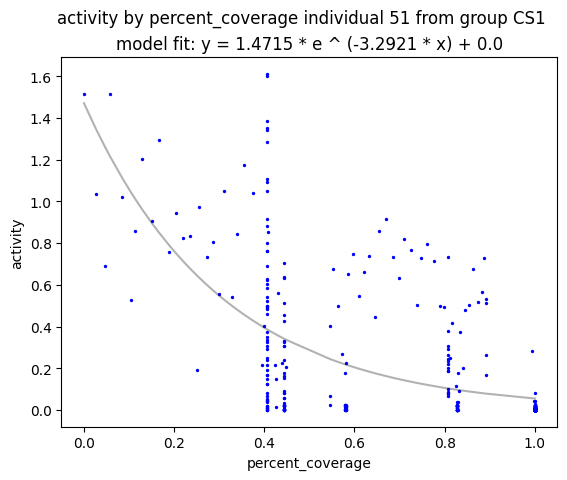 activity by percent_coverage individual 51 from group CS1
model fit: y = 1.4715 * e ^ (-3.2921 * x) + 0.0
1.6
1.4
1.2
1.0
0.8
0.6
0.4
0.2
0.0
activity
0.0 0.2 0.4 0.6 0.8 1.0
percent_coverage